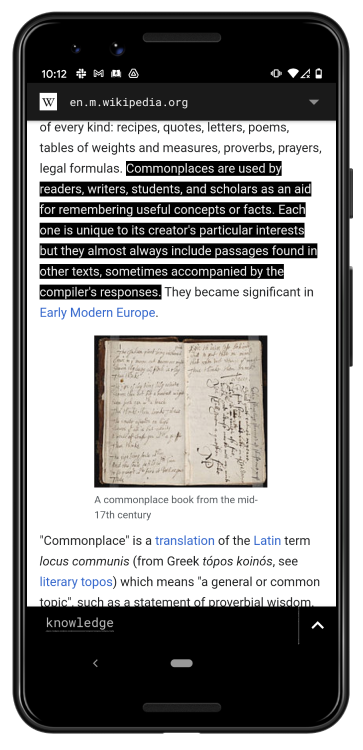 10:12
W en.m.wikipedia.org
of every kind: recipes, quotes, letters, poems,
tables of weights and measures, proverbs, prayers,
legal formulas. Commonplaces are used by
readers, writers, students, and scholars as an aid
for remembering useful concepts or facts. Each
one is unique to its creator's particular interests
but they almost always include passages found in
other texts, sometimes accompanied by the
compiler's responses. They became significant in
Early Modern Europe.
A commonplace book from the mid-
17th century
"Commonplace" is a translation of the Latin term
locus communis (from Greek tópos koinós, see
literary topos) which means "a general or common
topic", such as a statement of proverbial wisdom.
knowledge